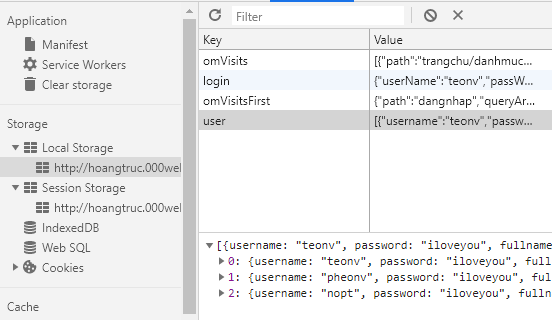 Application
Manifest
Service Workers
Clear storage
Storage
Local Storage
http://hoangtruc.000wel
Session Storage
http://hoangtruc.000wel
IndexedDB
Web SQL
Cookies
Cache
Filter
Key Value
omVisits [{"path":"trangchu/danhmuc...
login {"userName":"teonv","passW...
omVisitsFirst {"path":"dangnhap","queryAr...
user [{"username":"teonv","passw...
[{username: "teonv", password: "iloveyou", fullname
0: {username: "teonv", password: "iloveyou", full
1: {username: "pheonv", password: "iloveyou", ful
2: {username: "nopt", password: "iloveyou", fulln